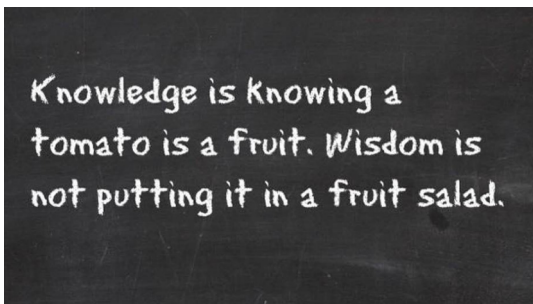 Knowledge is knowing a
tomato is a fruit. Wisdom is
not putting it in a fruit salad.